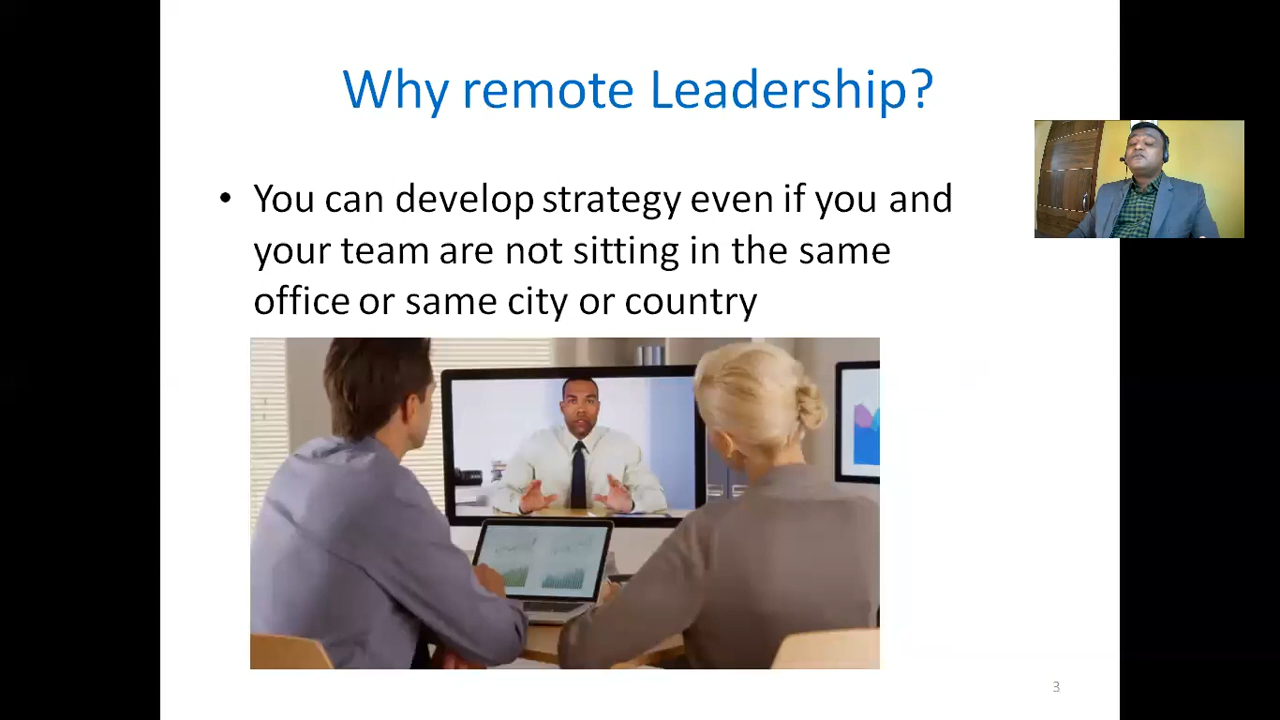 Why remote Leadership?
• You can develop strategy even if you and
your team are not sitting in the same
office or same city or country
3